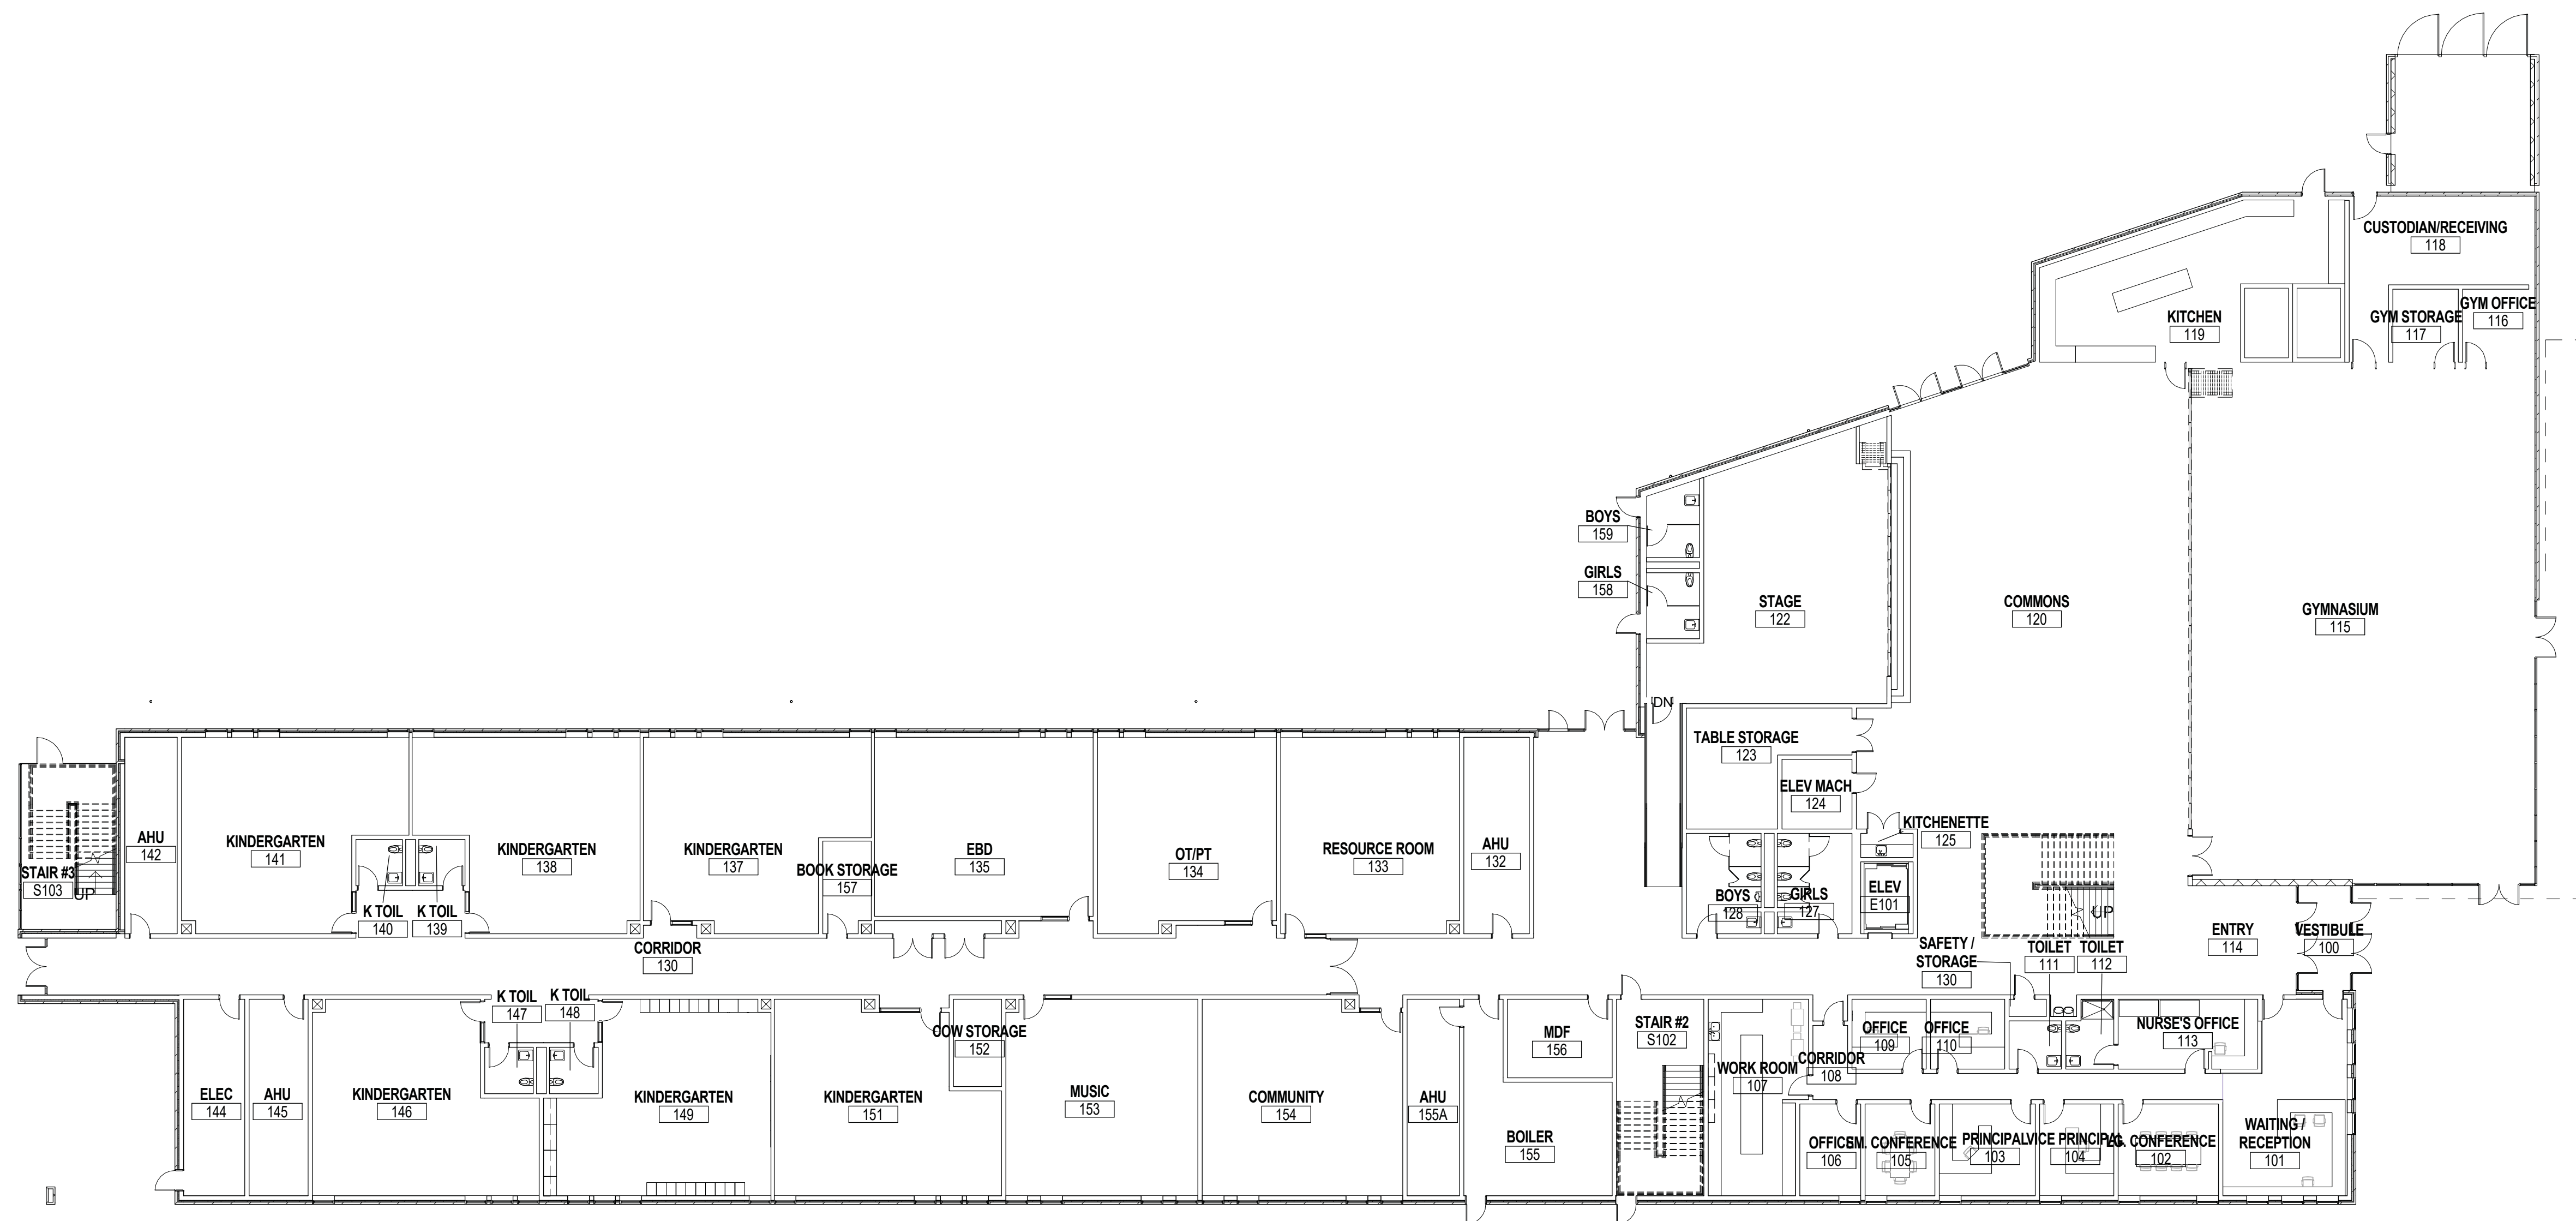 CUSTODIAN/RECEIVING
118
GYM OFFICE
116
GYM STORAGE
117
KITCHEN
119
BOYS
159
GIRLS
158
STAGE
122
COMMONS
120
GYMNASIUM
115
DN
TABLE STORAGE
123
ELEV MACH
124
KITCHENETTE
125
AHU
142
KINDERGARTEN
141
KINDERGARTEN
138
KINDERGARTEN
137
BOOK STORAGE
157
EBD
135
OT/PT
134
RESOURCE ROOM
133
AHU
132
STAIR #3
S103
UP
K TOIL
140
K TOIL
139
BOYS
128
GIRLS
127
ELEV
E101
UP
CORRIDOR
130
SAFETY /
STORAGE
130
TOILET
111
TOILET
112
ENTRY
114
VESTIBULE
100
K TOIL
147
K TOIL
148
COW STORAGE
152
MDF
156
STAIR #2
S102
OFFICE
109
OFFICE
110
NURSE'S OFFICE
113
ELEC
144
AHU
145
KINDERGARTEN
146
KINDERGARTEN
149
KINDERGARTEN
151
MUSIC
153
COMMUNITY
154
AHU
155A
WORK ROOM
107
CORRIDOR
108
BOILER
155
OFFICE
106
SM. CONFERENCE
105
PRINCIPAL
103
VICE PRINCIPAL
104
LG. CONFERENCE
102
WAITING /
RECEPTION
101